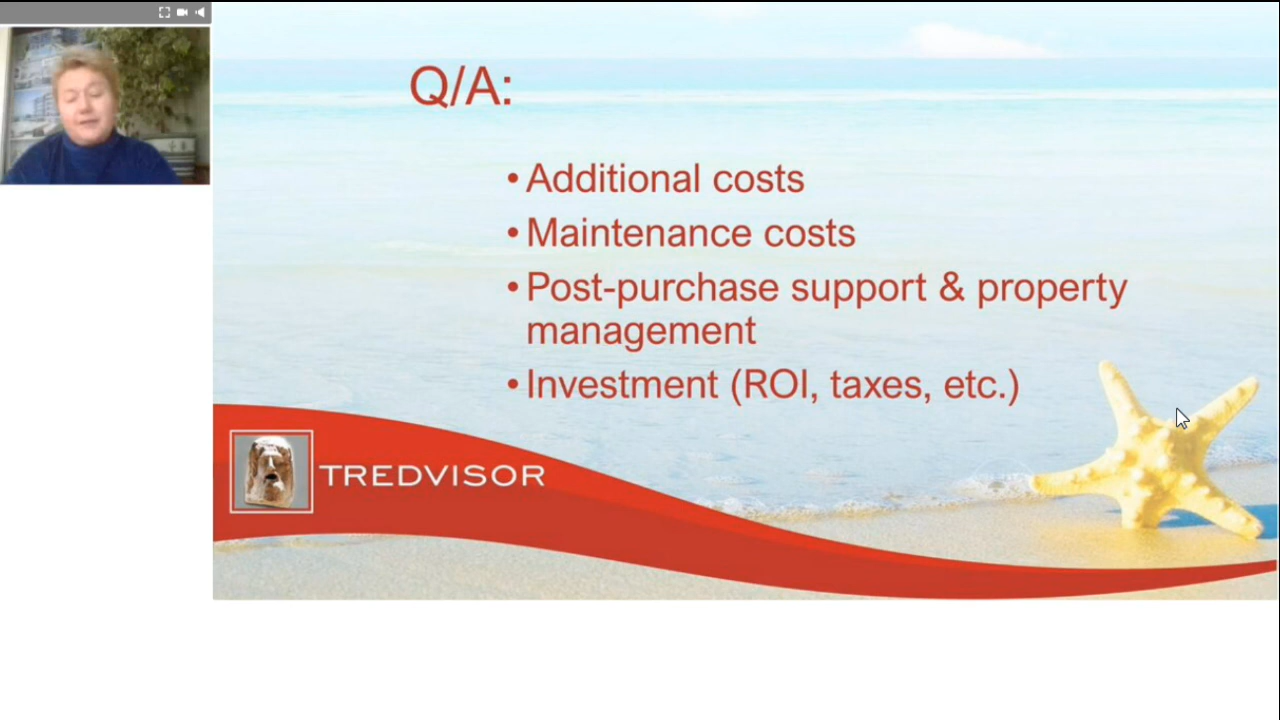 Q/A:
• Additional costs
• Maintenance costs
• Post-purchase support & property
management
• Investment (ROI, taxes, etc.)
TREDVISOR